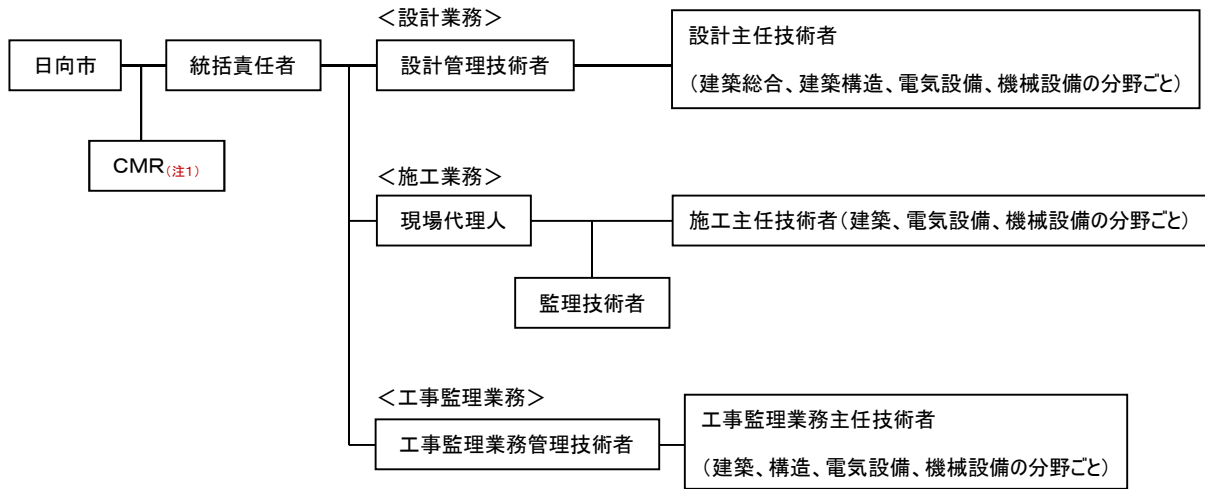 ＜設計業務＞
日向市
統括責任者
設計管理技術者
設計主任技術者
（建築総合、建築構造、電気設備、機械設備の分野ごと）
CMR(注1)
＜施工業務＞
現場代理人
施工主任技術者（建築、電気設備、機械設備の分野ごと）
監理技術者
＜工事監理業務＞
工事監理業務管理技術者
工事監理業務主任技術者
（建築、構造、電気設備、機械設備の分野ごと）